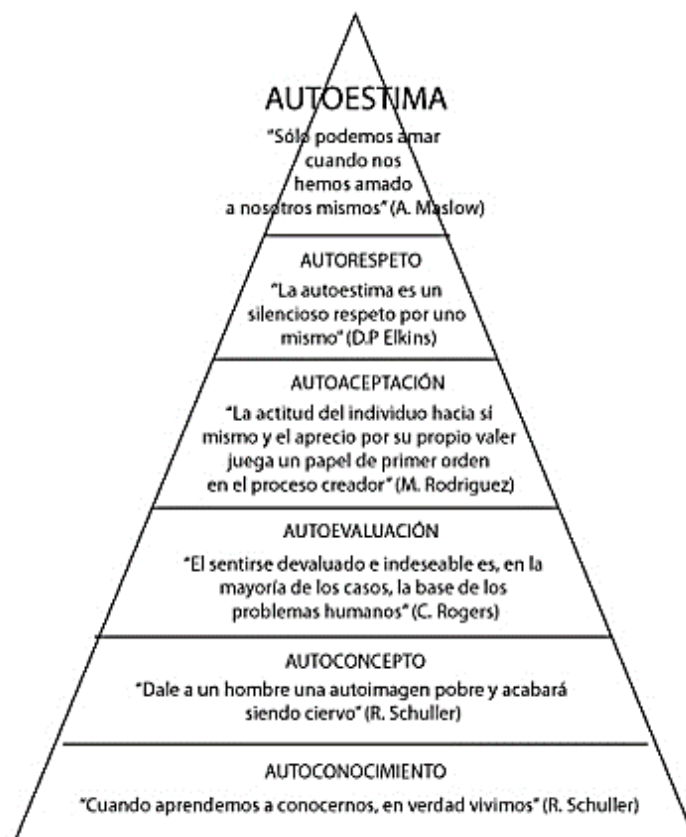 AUTOESTIMA
"Sólo podemos amar
cuando nos
hemos amado
a nosotros mismos" (A. Maslow)
AUTORESPETO
"La autoestima es un
silencioso respeto por uno
mismo" (D.P Elkins)
AUTOACEPTACIÓN
"La actitud del individuo hacia sí
mismo y el aprecio por su propio valer
juega un papel de primer orden
en el proceso creador" (M. Rodriguez)
AUTOEVALUACIÓN
"El sentirse devaluado e indeseable es, en la
mayoría de los casos, la base de los
problemas humanos" (C. Rogers)
AUTOCONCEPTO
"Dale a un hombre una autoimagen pobre y acabará
siendo ciervo" (R. Schuller)
AUTOCONOCIMIENTO
"Cuando aprendemos a conocernos, en verdad vivimos" (R. Schuller)